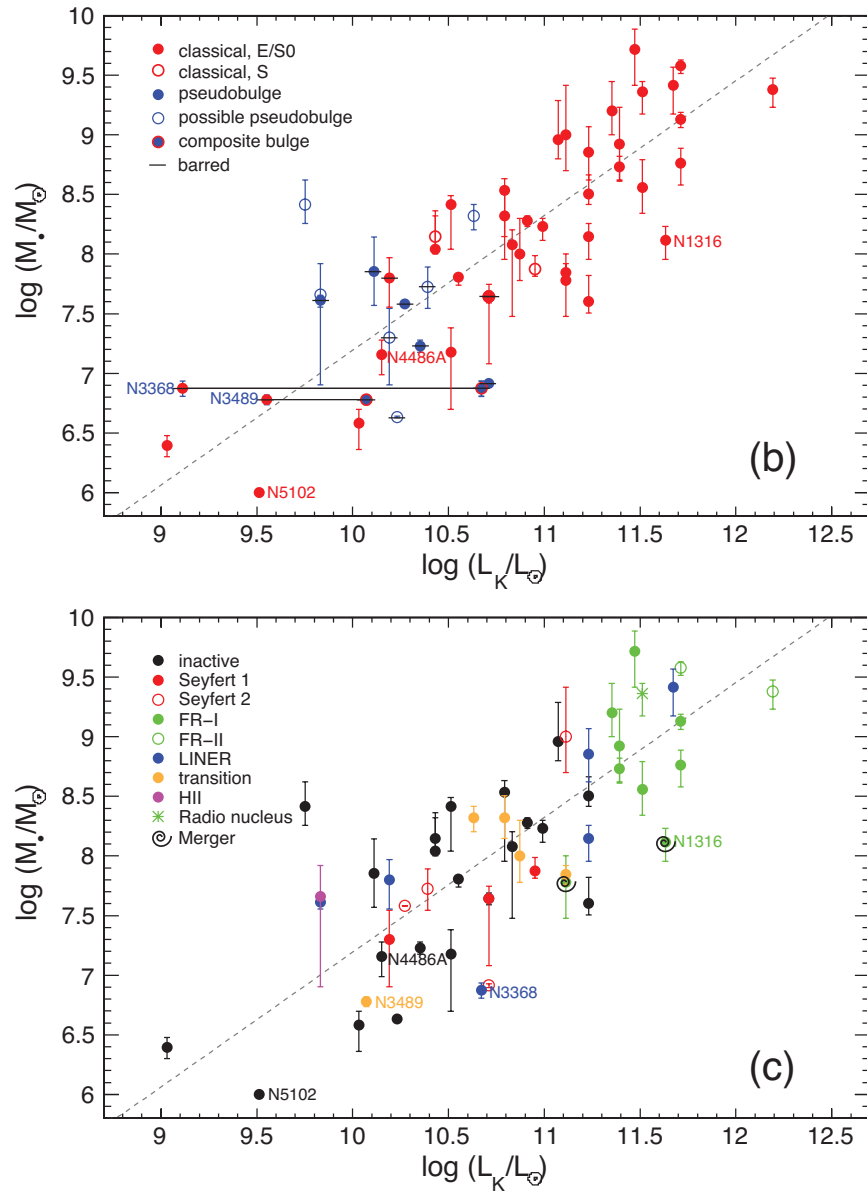 10
9.5
9
8.5
8
7.5
7
6.5
6
log (M•/M☉)
classical, E/S0
classical, S
pseudobulge
possible pseudobulge
composite bulge
barred
N1316
N4486A
N3368
N3489
N5102
(b)
9 9.5 10 10.5 11 11.5 12 12.5
log (L_K/L☉)
10
9.5
9
8.5
8
7.5
7
6.5
6
log (M•/M☉)
inactive
Seyfert 1
Seyfert 2
FR−I
FR−II
LINER
transition
HII
Radio nucleus
Merger
N1316
N4486A
N3368
N3489
N5102
(c)
9 9.5 10 10.5 11 11.5 12 12.5
log (L_K/L☉)